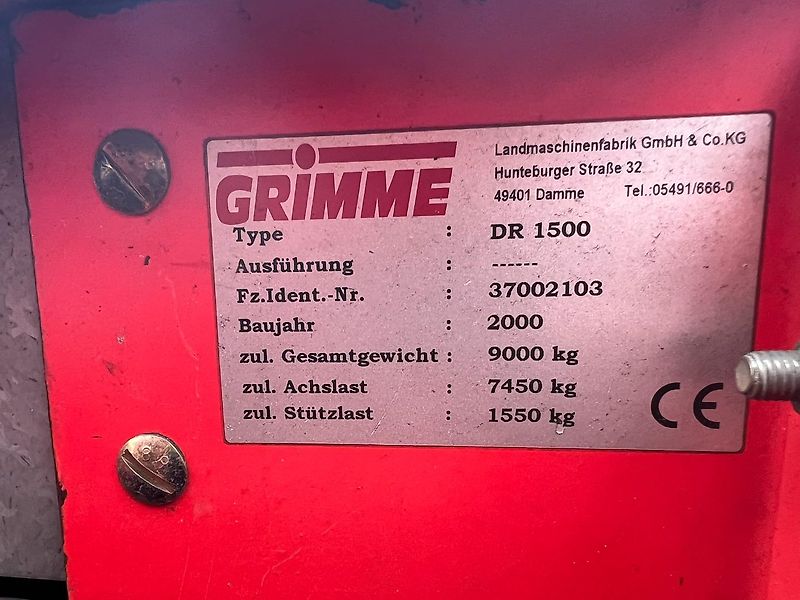 GRIMME
Landmaschinenfabrik GmbH & Co.KG
Hunteburger Straße 32
49401 Damme Tel.:05491/666-0
Type : DR 1500
Ausführung : ------
Fz.Ident.-Nr. : 37002103
Baujahr : 2000
zul. Gesamtgewicht : 9000 kg
zul. Achslast : 7450 kg
zul. Stützlast : 1550 kg
CE